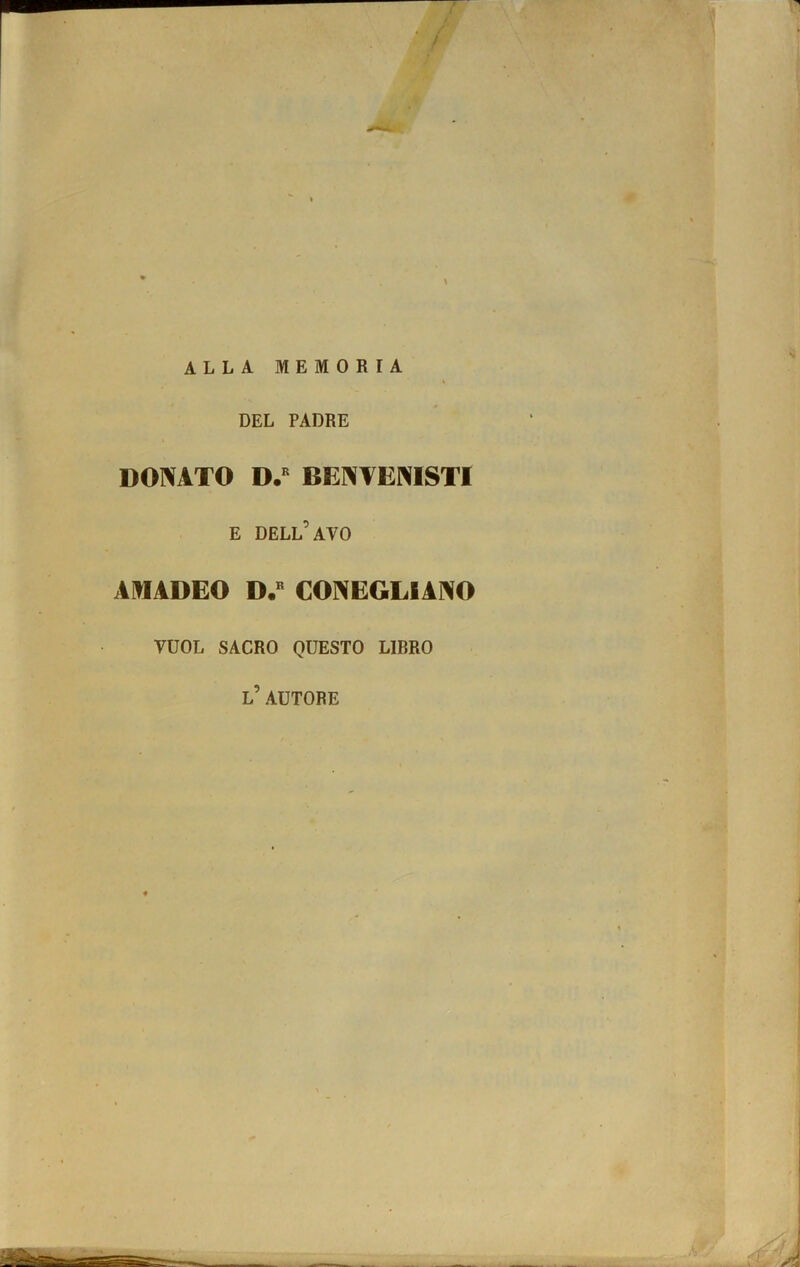 ALLA MEMORIA
DEL PADRE
DONATO D.R BENVENISTI
E DELL'AVO
AMADEO D.R CONEGLIANO
VUOL SACRO QUESTO LIBRO
L'AUTORE